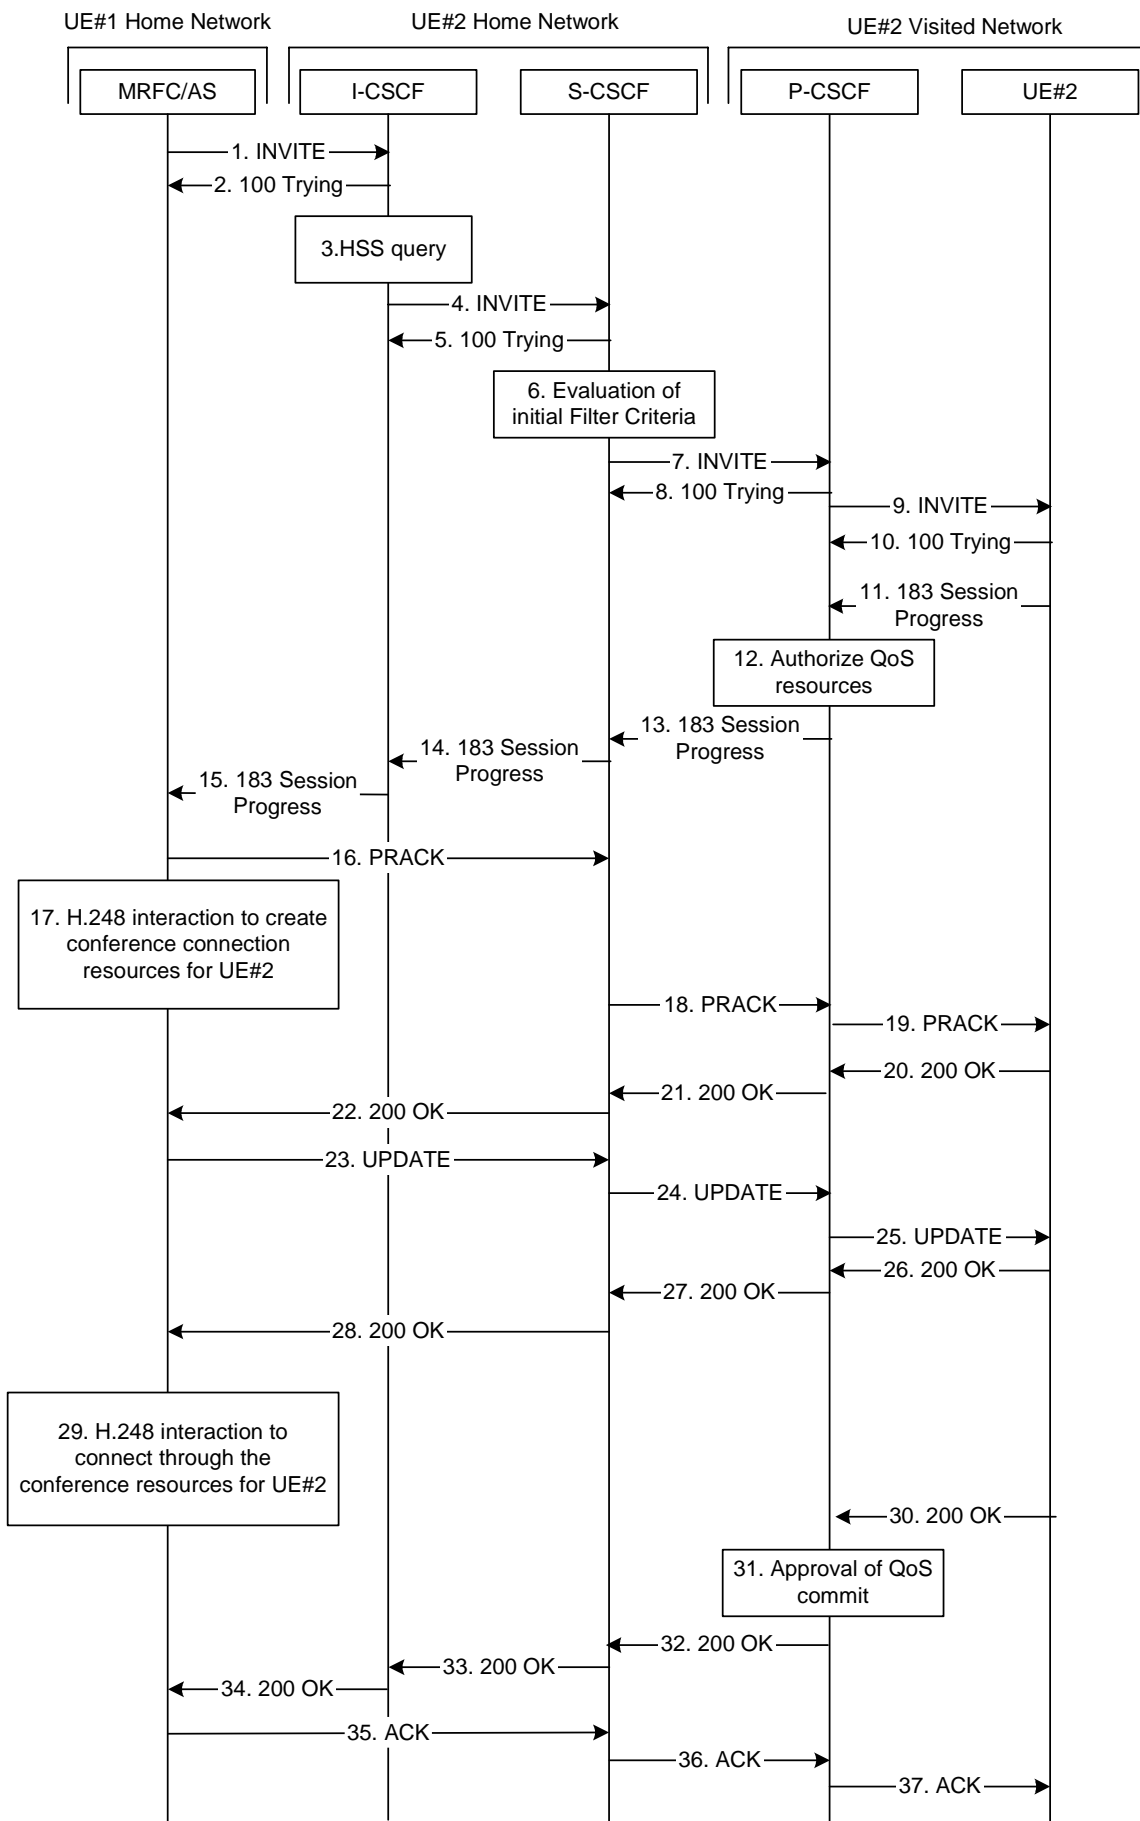 UE#1 Home Network
UE#2 Home Network
UE#2 Visited Network
MRFC/AS
I-CSCF
S-CSCF
P-CSCF
UE#2
1. INVITE
2. 100 Trying
3.HSS query
4. INVITE
5. 100 Trying
6. Evaluation of
initial Filter Criteria
7. INVITE
8. 100 Trying
9. INVITE
10. 100 Trying
11. 183 Session
Progress
12. Authorize QoS
resources
13. 183 Session
Progress
14. 183 Session
Progress
15. 183 Session
Progress
16. PRACK
17. H.248 interaction to create
conference connection
resources for UE#2
18. PRACK
19. PRACK
20. 200 OK
21. 200 OK
22. 200 OK
23. UPDATE
24. UPDATE
25. UPDATE
26. 200 OK
27. 200 OK
28. 200 OK
29. H.248 interaction to
connect through the
conference resources for UE#2
30. 200 OK
31. Approval of QoS
commit
32. 200 OK
33. 200 OK
34. 200 OK
35. ACK
36. ACK
37. ACK